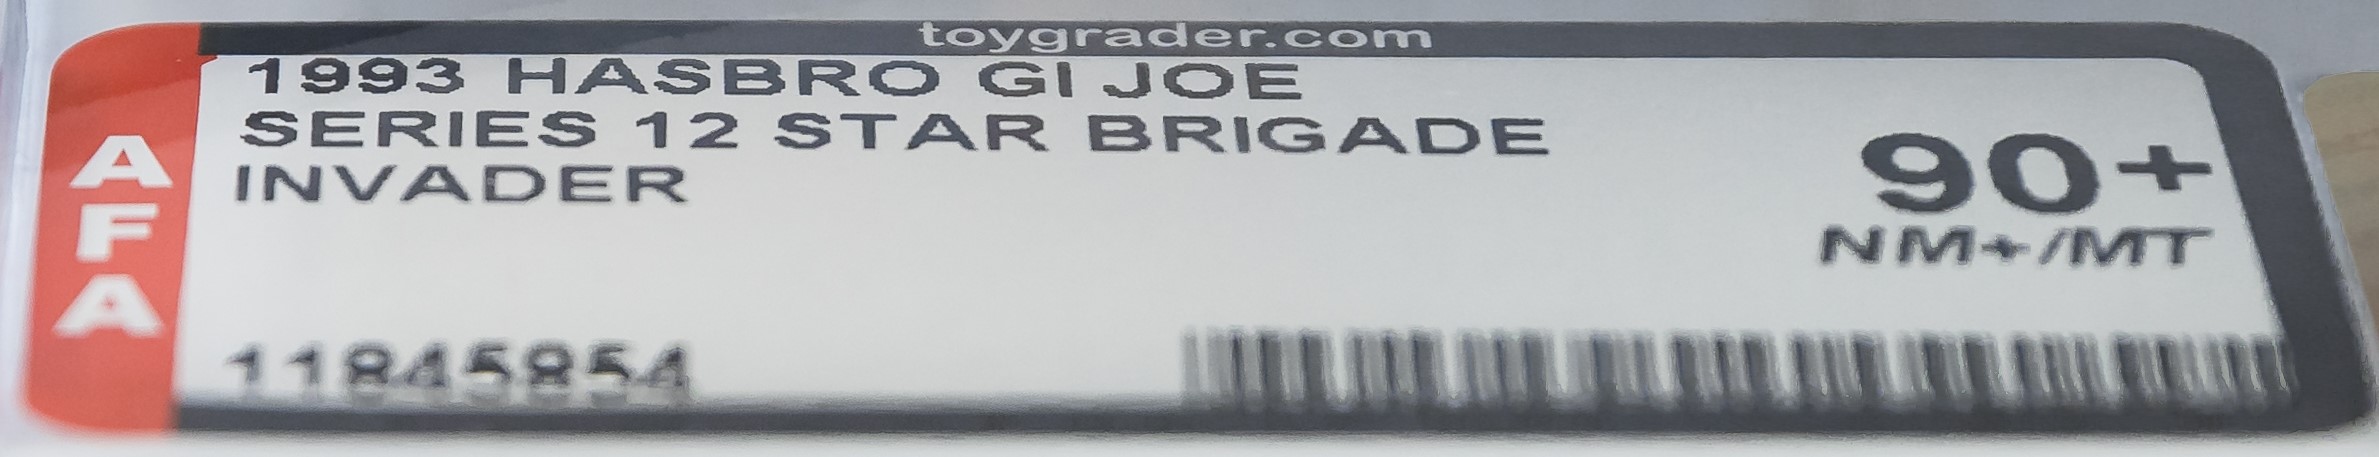 toygrader.com
AFA
1993 HASBRO GI JOE
SERIES 12 STAR BRIGADE
INVADER
90+
NM+/MT
11845854